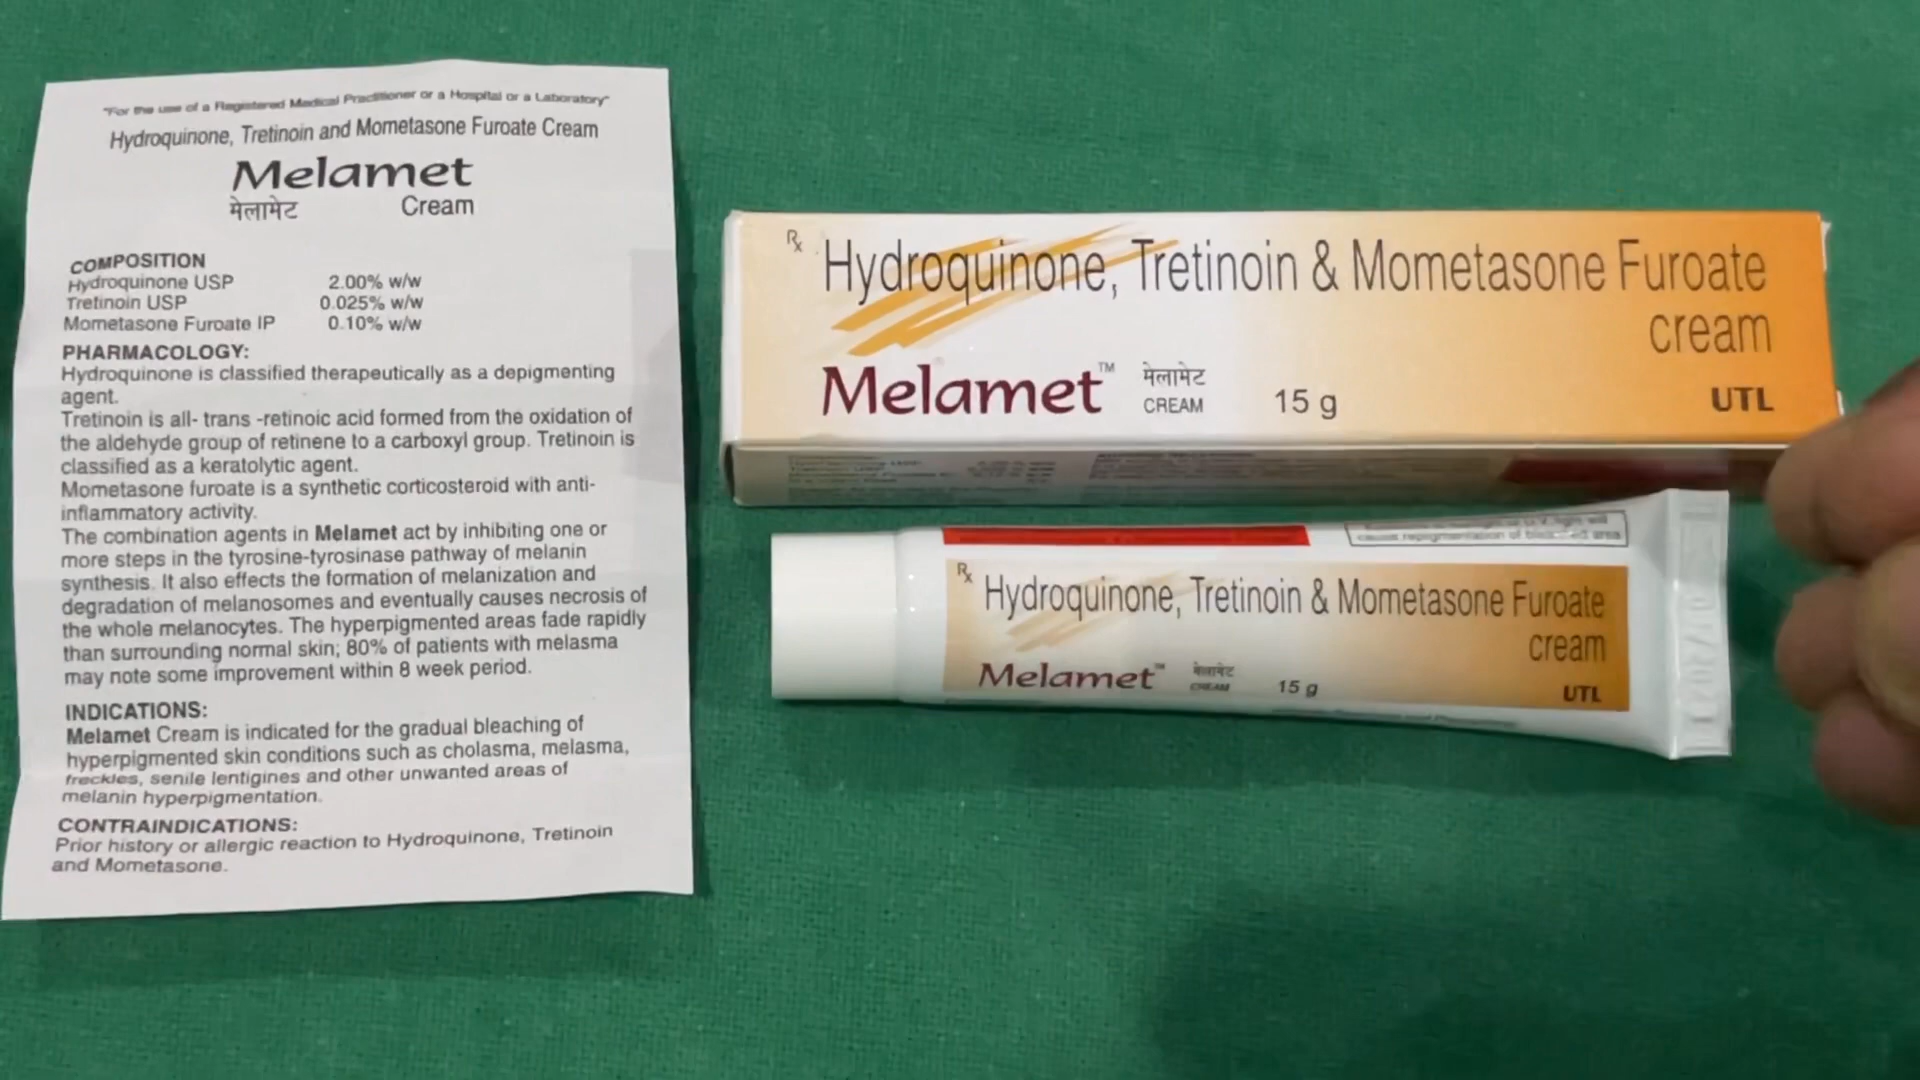 "For the use of a Registered Medical Practitioner or a Hospital or a Laboratory"
Hydroquinone, Tretinoin and Mometasone Furoate Cream
Melamet
मेलामेट Cream
COMPOSITION
Hydroquinone USP 2.00% w/w
Tretinoin USP 0.025% w/w
Mometasone Furoate IP 0.10% w/w
PHARMACOLOGY:
Hydroquinone is classified therapeutically as a depigmenting
agent.
Tretinoin is all- trans -retinoic acid formed from the oxidation of
the aldehyde group of retinene to a carboxyl group. Tretinoin is
classified as a keratolytic agent.
Mometasone furoate is a synthetic corticosteroid with anti-
inflammatory activity.
The combination agents in Melamet act by inhibiting one or
more steps in the tyrosine-tyrosinase pathway of melanin
synthesis. It also effects the formation of melanization and
degradation of melanosomes and eventually causes necrosis of
the whole melanocytes. The hyperpigmented areas fade rapidly
than surrounding normal skin; 80% of patients with melasma
may note some improvement within 8 week period.
INDICATIONS:
Melamet Cream is indicated for the gradual bleaching of
hyperpigmented skin conditions such as cholasma, melasma,
freckles, senile lentigines and other unwanted areas of
melanin hyperpigmentation.
CONTRAINDICATIONS:
Prior history or allergic reaction to Hydroquinone, Tretinoin
and Mometasone.
Rx Hydroquinone, Tretinoin & Mometasone Furoate
cream
Melamet™ मेलामेट
CREAM 15 g UTL
causes repigmentation of bleached area
Rx Hydroquinone, Tretinoin & Mometasone Furoate
cream
Melamet™ मेलामेट
CREAM 15 g UTL